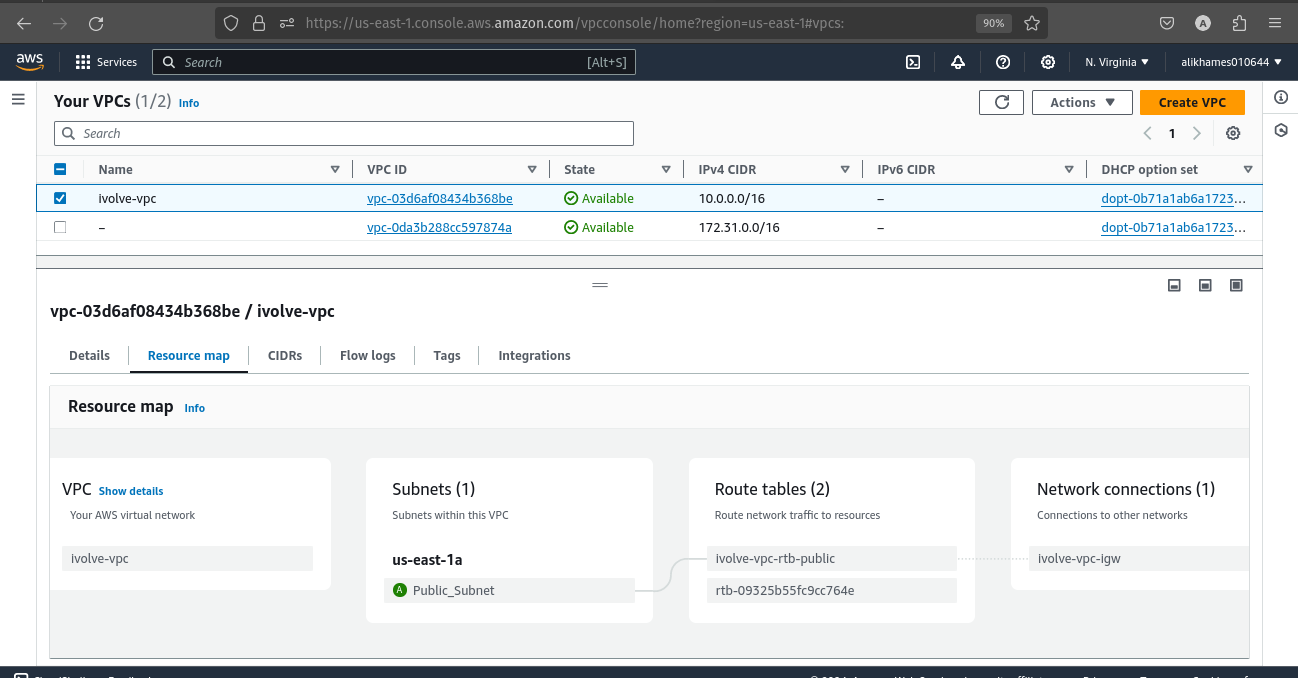 https://us-east-1.console.aws.amazon.com/vpcconsole/home?region=us-east-1#vpcs:
90%
A
aws
Services
Search
[Alt+S]
N. Virginia
alikhames010644
Your VPCs (1/2) Info
Actions
Create VPC
Search
1
Name VPC ID State IPv4 CIDR IPv6 CIDR DHCP option set
ivolve-vpc vpc-03d6af08434b368be Available 10.0.0.0/16 – dopt-0b71a1ab6a1723...
– vpc-0da3b288cc597874a Available 172.31.0.0/16 – dopt-0b71a1ab6a1723...
vpc-03d6af08434b368be / ivolve-vpc
Details Resource map CIDRs Flow logs Tags Integrations
Resource map Info
VPC Show details
Your AWS virtual network
ivolve-vpc
Subnets (1)
Subnets within this VPC
us-east-1a
A Public_Subnet
Route tables (2)
Route network traffic to resources
ivolve-vpc-rtb-public
rtb-09325b55fc9cc764e
Network connections (1)
Connections to other networks
ivolve-vpc-igw